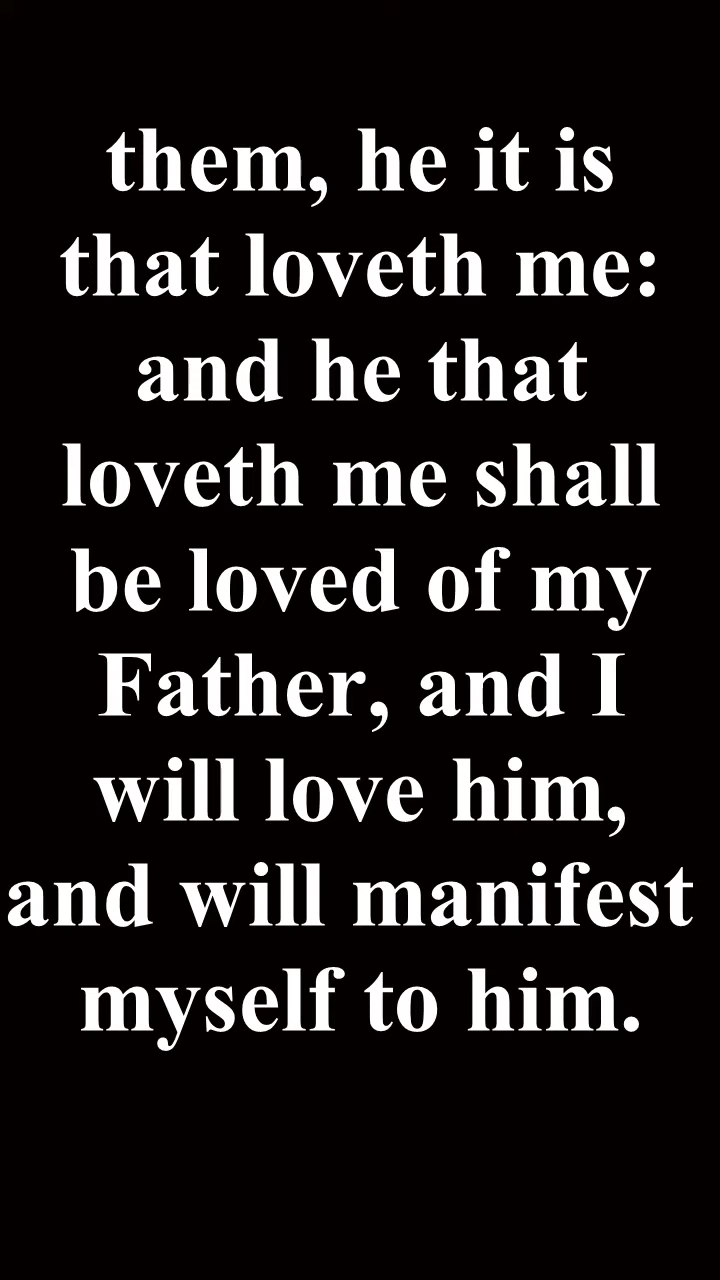 them, he it is
that loveth me:
and he that
loveth me shall
be loved of my
Father, and I
will love him,
and will manifest
myself to him.